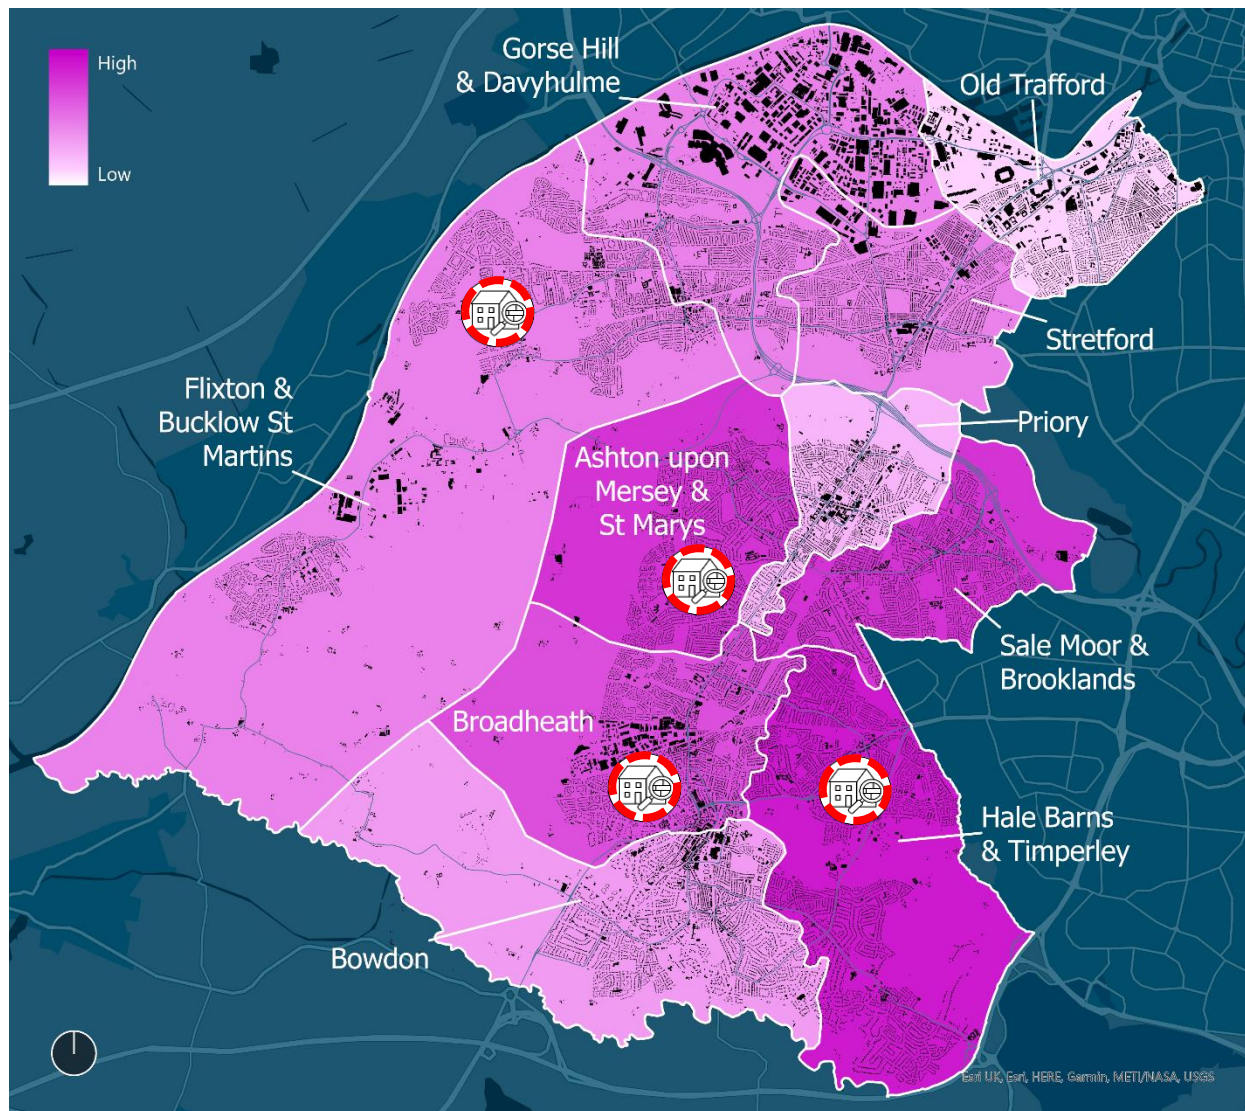 High
Low
Gorse Hill
& Davyhulme
Old Trafford
Stretford
Flixton &
Bucklow St
Martins
Priory
Ashton upon
Mersey &
St Marys
Sale Moor &
Brooklands
Broadheath
Hale Barns
& Timperley
Bowdon
Esri UK, Esri, HERE, Garmin, METI/NASA, USGS